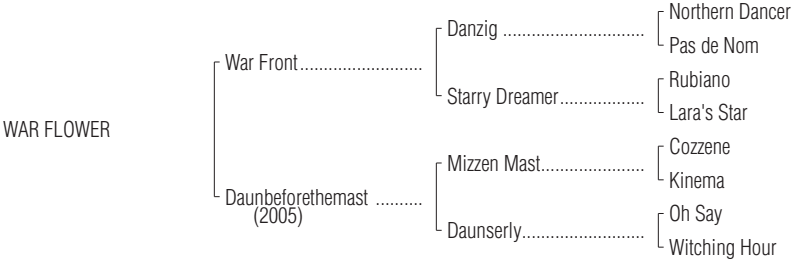 Northern Dancer
Danzig ..............................
Pas de Nom
War Front..........................
Rubiano
Starry Dreamer..................
Lara's Star
WAR FLOWER
Cozzene
Mizzen Mast......................
Kinema
Daunbeforethemast ..........
(2005)
Oh Say
Daunserly..........................
Witching Hour